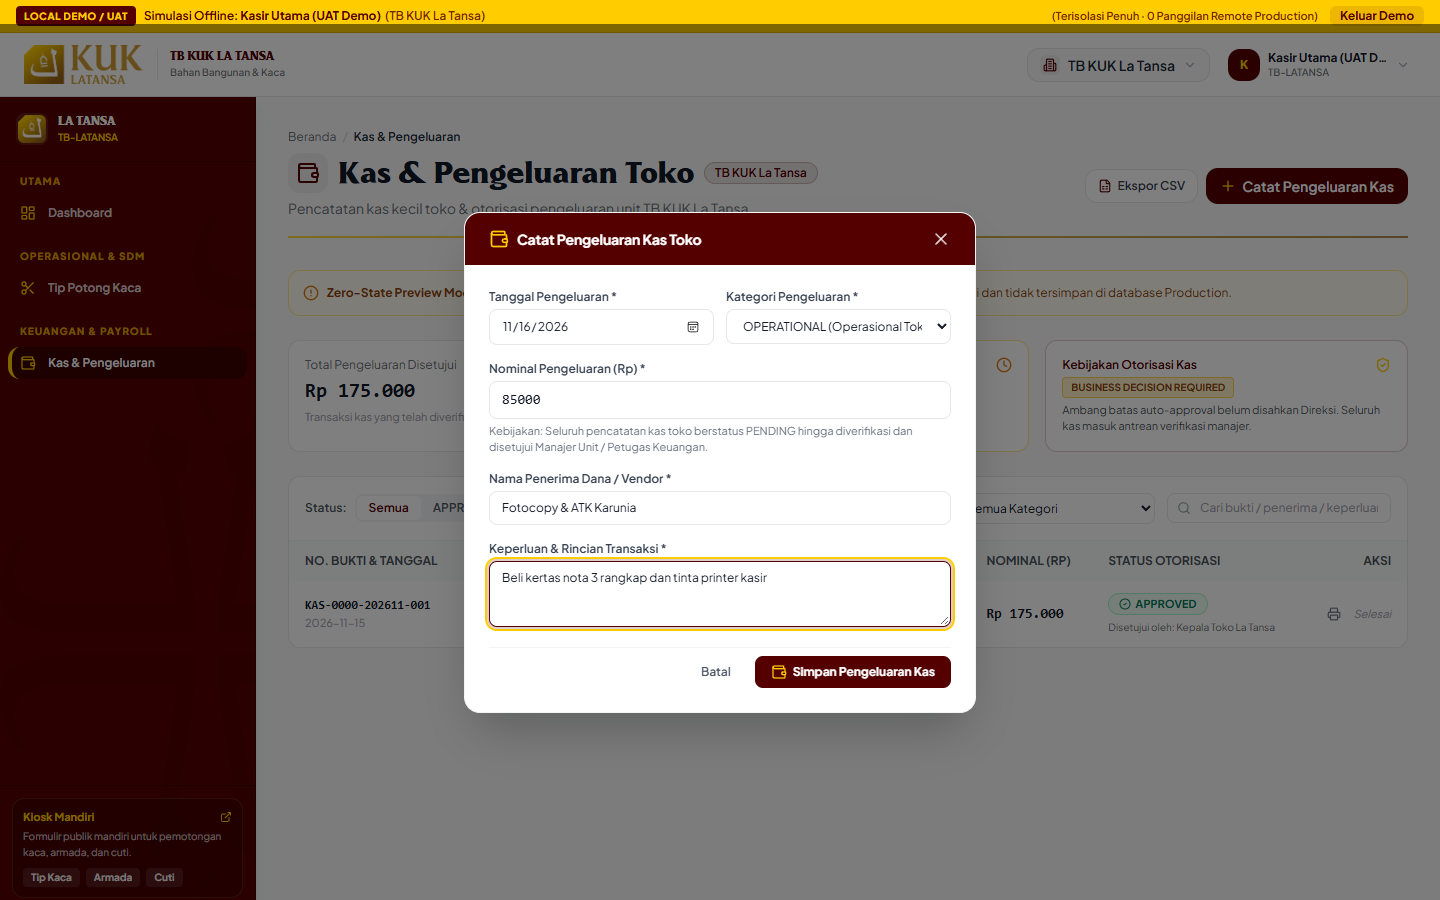 LOCAL DEMO / UAT Simulasi Offline: Kasir Utama (UAT Demo) (TB KUK La Tansa) (Terisolasi Penuh · 0 Panggilan Remote Production) Keluar Demo
KUK LATANSA
TB KUK LA TANSA
Bahan Bangunan & Kaca
TB KUK La Tansa
K
Kasir Utama (UAT D...
TB-LATANSA
LA TANSA
TB-LATANSA
UTAMA
Dashboard
OPERASIONAL & SDM
Tip Potong Kaca
KEUANGAN & PAYROLL
Kas & Pengeluaran
Kiosk Mandiri
Formulir publik mandiri untuk pemotongan
kaca, armada, dan cuti.
Tip Kaca Armada Cuti
Beranda / Kas & Pengeluaran
Kas & Pengeluaran Toko TB KUK La Tansa
Pencatatan kas kecil toko & otorisasi pengeluaran unit TB KUK La Tansa
Ekspor CSV
+ Catat Pengeluaran Kas
Zero-State Preview Mo
dan tidak tersimpan di database Production.
Total Pengeluaran Disetujui
Rp 175.000
Transaksi kas yang telah
Kebijakan Otorisasi Kas
BUSINESS DECISION REQUIRED
Ambang batas auto-approval belum disahkan Direksi. Seluruh
kas masuk antrean verifikasi manajer.
Status: Semua APPR
emua Kategori
Cari bukti / penerima / keperlua
NO. BUKTI & TANGGAL NOMINAL (RP) STATUS OTORISASI AKSI
KAS-0000-202611-001
2026-11-15
Rp 175.000
APPROVED
Disetujui oleh: Kepala Toko La Tansa
Selesai
Catat Pengeluaran Kas Toko
Tanggal Pengeluaran * Kategori Pengeluaran *
11/16/2026 OPERATIONAL (Operasional Tok
Nominal Pengeluaran (Rp) *
85000
Kebijakan: Seluruh pencatatan kas toko berstatus PENDING hingga diverifikasi dan
disetujui Manajer Unit / Petugas Keuangan.
Nama Penerima Dana / Vendor *
Fotocopy & ATK Karunia
Keperluan & Rincian Transaksi *
Beli kertas nota 3 rangkap dan tinta printer kasir
Batal Simpan Pengeluaran Kas